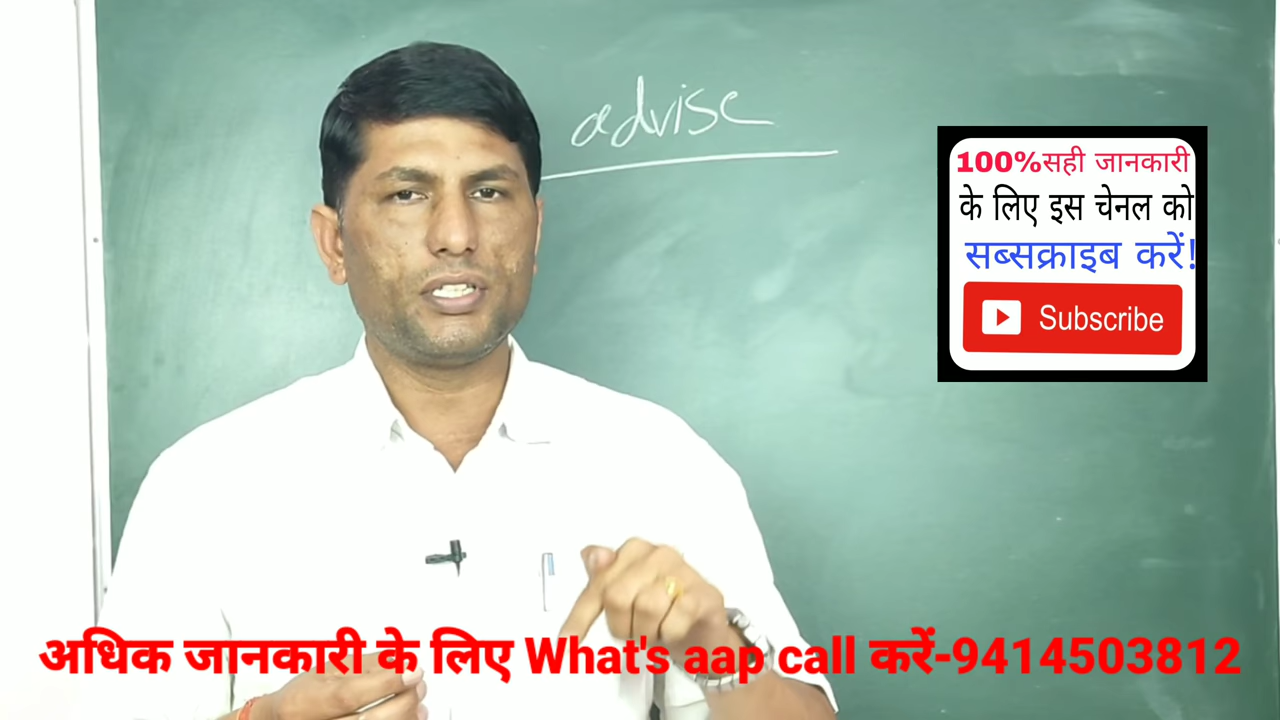 advise
100%सही जानकारी
के लिए इस चेनल को
सब्सक्राइब करें!
Subscribe
अधिक जानकारी के लिए What's aap call करें-9414503812